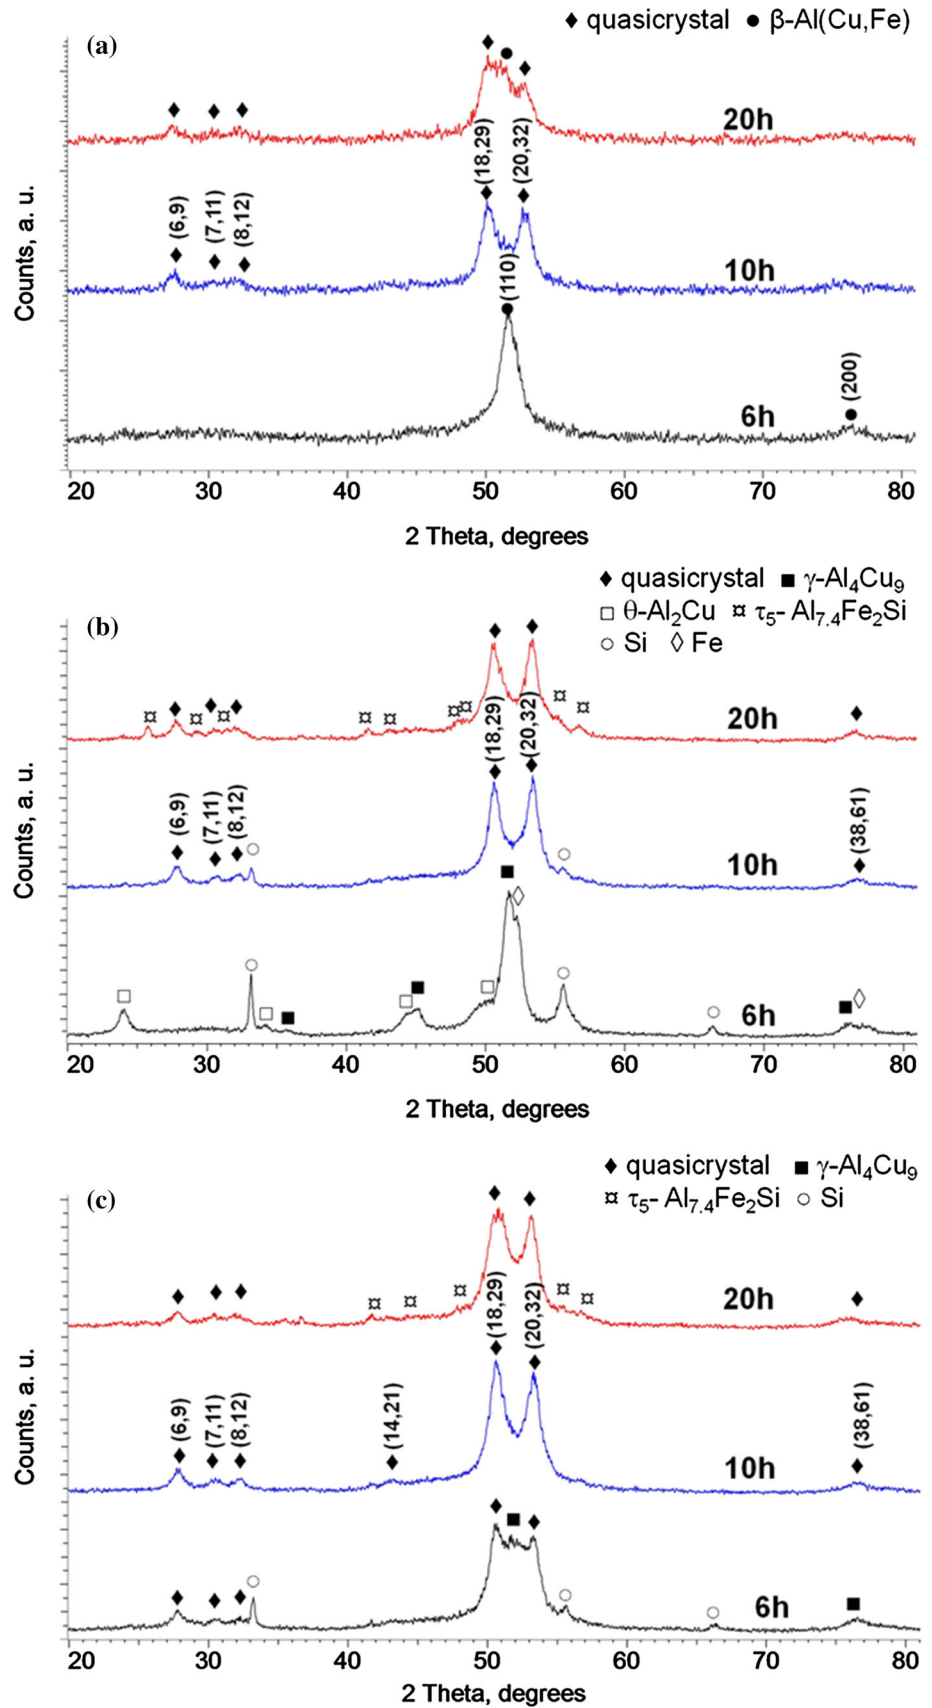 ♦ quasicrystal ● β-Al(Cu,Fe)
(a)
20h
(18,29)
(20,32)
(6,9)
(7,11)
(8,12)
10h
(110)
(200)
6h
Counts, a. u.
20 30 40 50 60 70 80
2 Theta, degrees
♦ quasicrystal ■ γ-Al₄Cu₉
(b)
□ θ-Al₂Cu ¤ τ₅- Al₇.₄Fe₂Si
○ Si ◊ Fe
20h
(18,29)
(20,32)
(6,9)
(7,11)
(8,12)
10h
(38,61)
6h
Counts, a. u.
20 30 40 50 60 70 80
2 Theta, degrees
♦ quasicrystal ■ γ-Al₄Cu₉
(c)
¤ τ₅- Al₇.₄Fe₂Si ○ Si
20h
(18,29)
(20,32)
(6,9)
(7,11)
(8,12)
(14,21)
10h
(38,61)
6h
Counts, a. u.
20 30 40 50 60 70 80
2 Theta, degrees